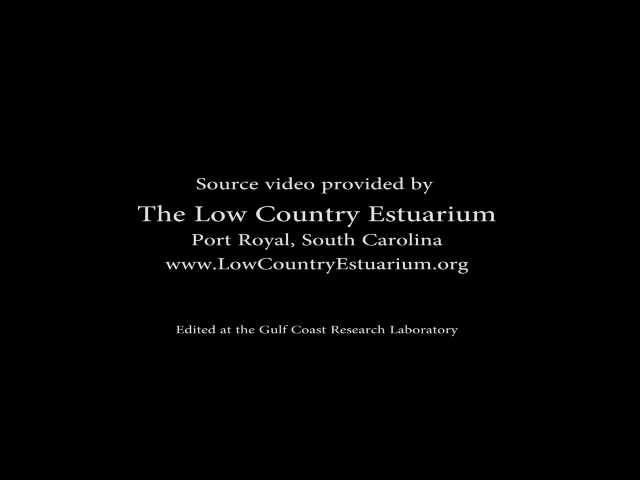 Source video provided by
The Low Country Estuarium
Port Royal, South Carolina
www.LowCountryEstuarium.org
Edited at the Gulf Coast Research Laboratory